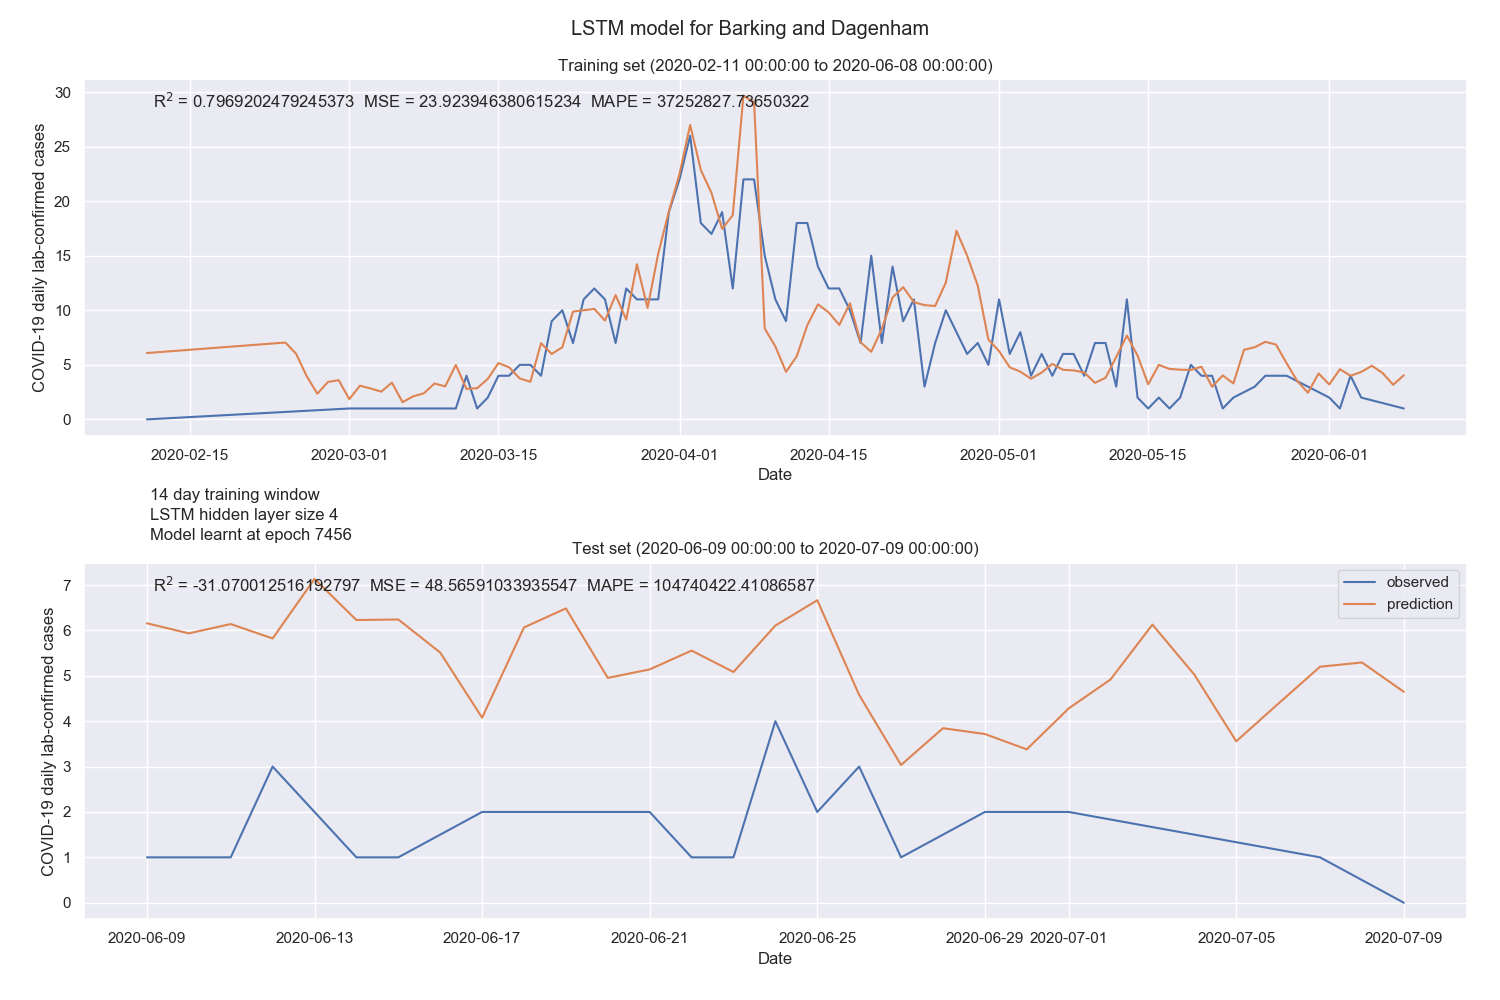 LSTM model for Barking and Dagenham
Training set (2020-02-11 00:00:00 to 2020-06-08 00:00:00)
R² = 0.7969202479245373 MSE = 23.923946380615234 MAPE = 37252827.73650322
COVID-19 daily lab-confirmed cases
30
25
20
15
10
5
0
2020-02-15 2020-03-01 2020-03-15 2020-04-01 2020-04-15 2020-05-01 2020-05-15 2020-06-01
Date
14 day training window
LSTM hidden layer size 4
Model learnt at epoch 7456
Test set (2020-06-09 00:00:00 to 2020-07-09 00:00:00)
R² = -31.070012516192797 MSE = 48.56591033935547 MAPE = 104740422.41086587
observed
prediction
COVID-19 daily lab-confirmed cases
7
6
5
4
3
2
1
0
2020-06-09 2020-06-13 2020-06-17 2020-06-21 2020-06-25 2020-06-29 2020-07-01 2020-07-05 2020-07-09
Date